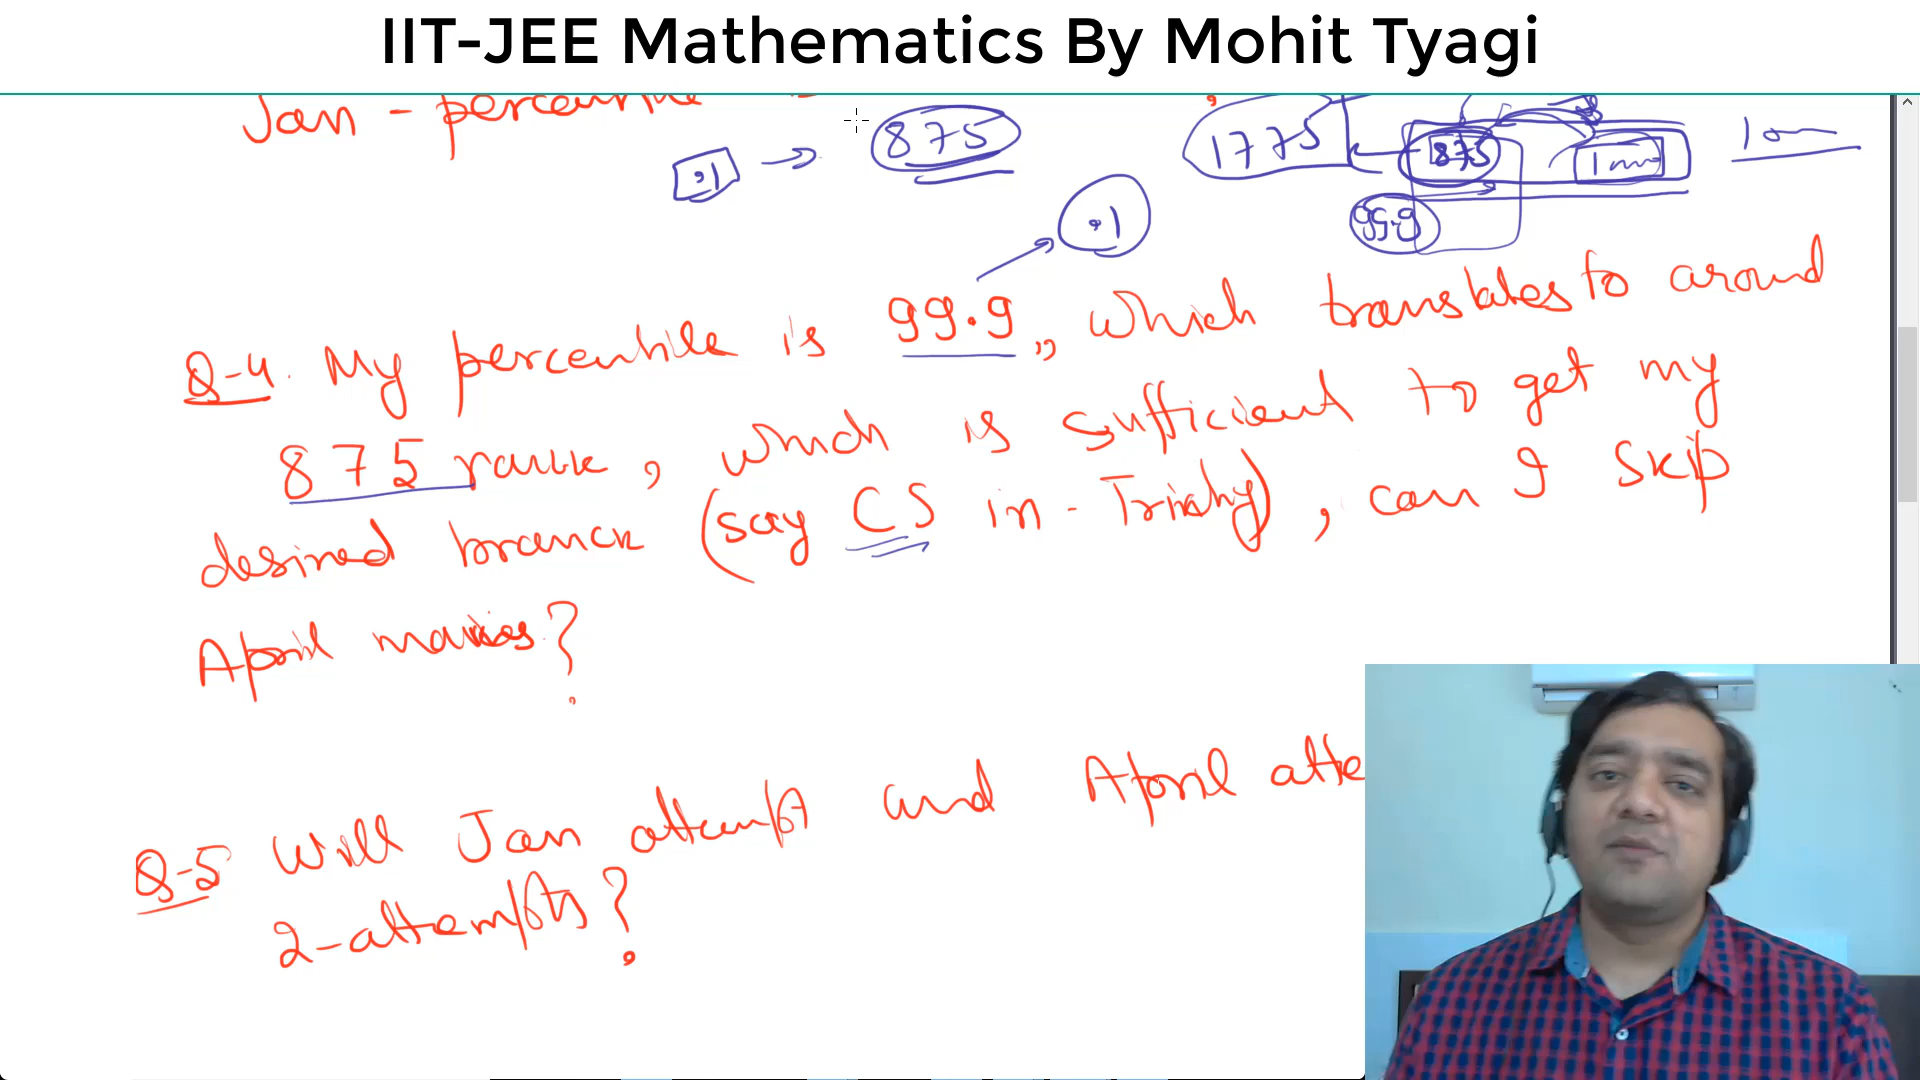 IIT-JEE Mathematics By Mohit Tyagi
Jan - percentile
.1 → 875 1775 875 1000 1000
.1 99.9
Q-4. My percentile is 99.9, which translates to around
875 rank, which is sufficient to get my
desired branch (say CS in - Trichy), can I skip
April mains?
Q-5 Will Jan attempt and April atte
2-attempts?